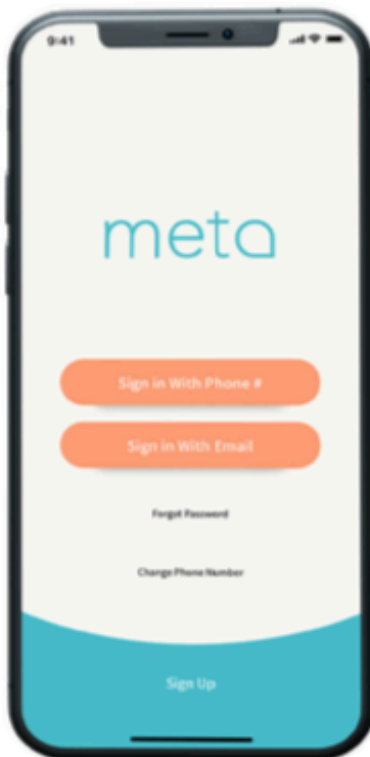 9:41
meta
Sign in With Phone #
Sign in With Email
Forgot Password
Change Phone Number
Sign Up